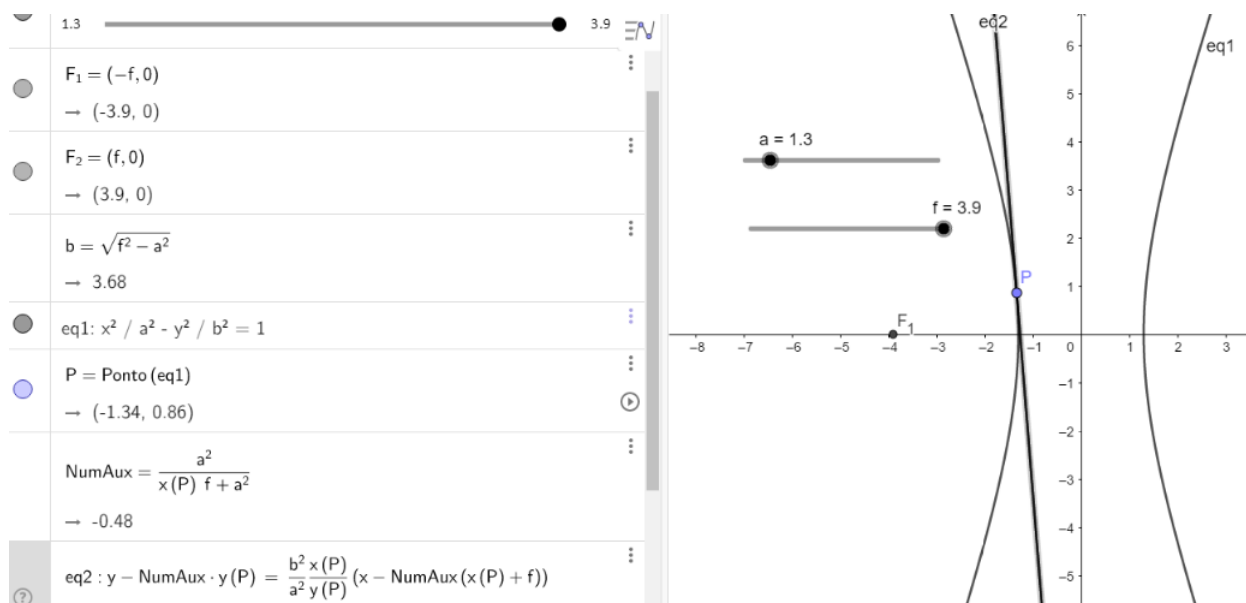 1.3 3.9
F₁ = (−f, 0)
→ (-3.9, 0)
F₂ = (f, 0)
→ (3.9, 0)
b = √(f² − a²)
→ 3.68
eq1: x² / a² - y² / b² = 1
P = Ponto (eq1)
→ (-1.34, 0.86)
NumAux = a² / (x (P) f + a²)
→ -0.48
eq2 : y − NumAux · y (P) = b²/a² x (P)/y (P) (x − NumAux (x (P) + f))
eq2
eq1
a = 1.3
f = 3.9
P
F₁
6
5
4
3
2
1
−8 −7 −6 −5 −4 −3 −2 −1 0 1 2 3
−1
−2
−3
−4
−5